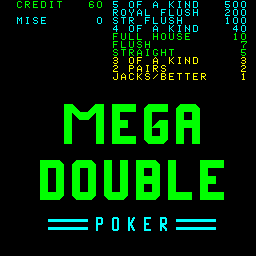 CREDIT 60 5 OF A KIND 500
ROYAL FLUSH 200
MISE 0 STR FLUSH 100
4 OF A KIND 40
FULL HOUSE 10
FLUSH 7
STRAIGHT 5
3 OF A KIND 3
2 PAIRS 2
JACKS/BETTER 1
MEGA
DOUBLE
POKER